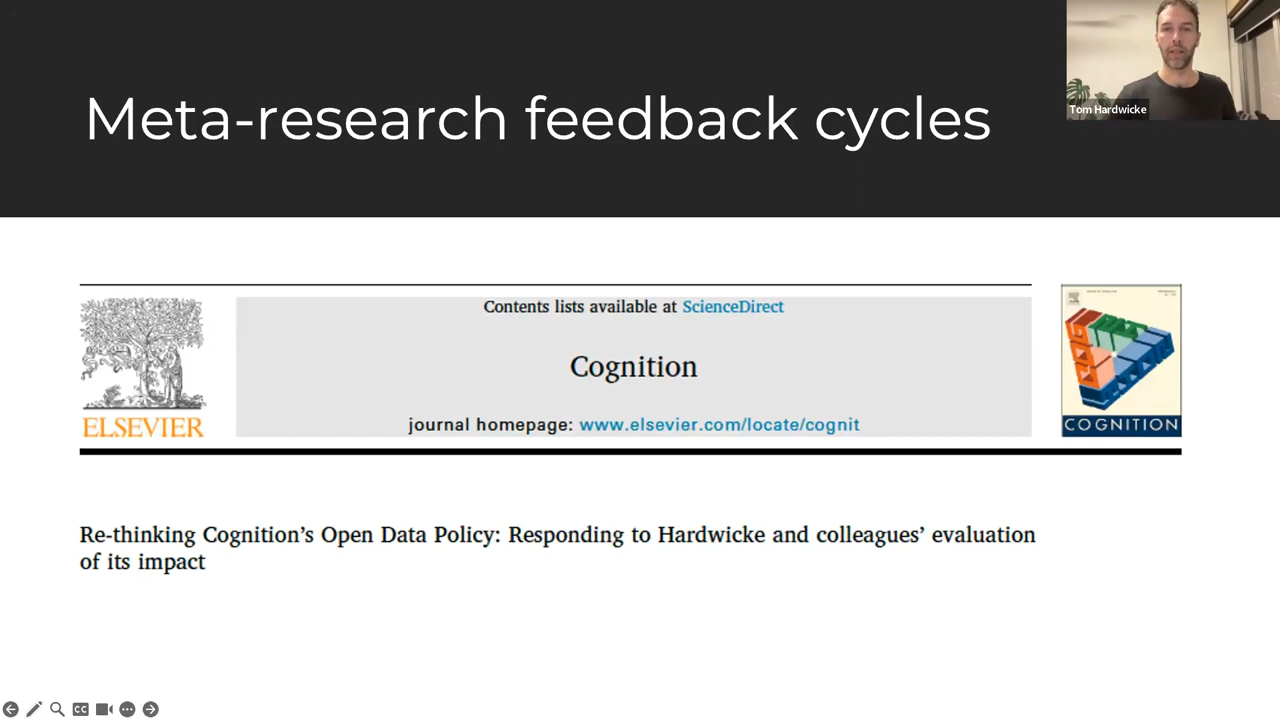 Meta-research feedback cycles
Tom Hardwicke
Contents lists available at ScienceDirect
Cognition
journal homepage: www.elsevier.com/locate/cognit
ELSEVIER
COGNITION
Re-thinking Cognition's Open Data Policy: Responding to Hardwicke and colleagues' evaluation
of its impact
CC